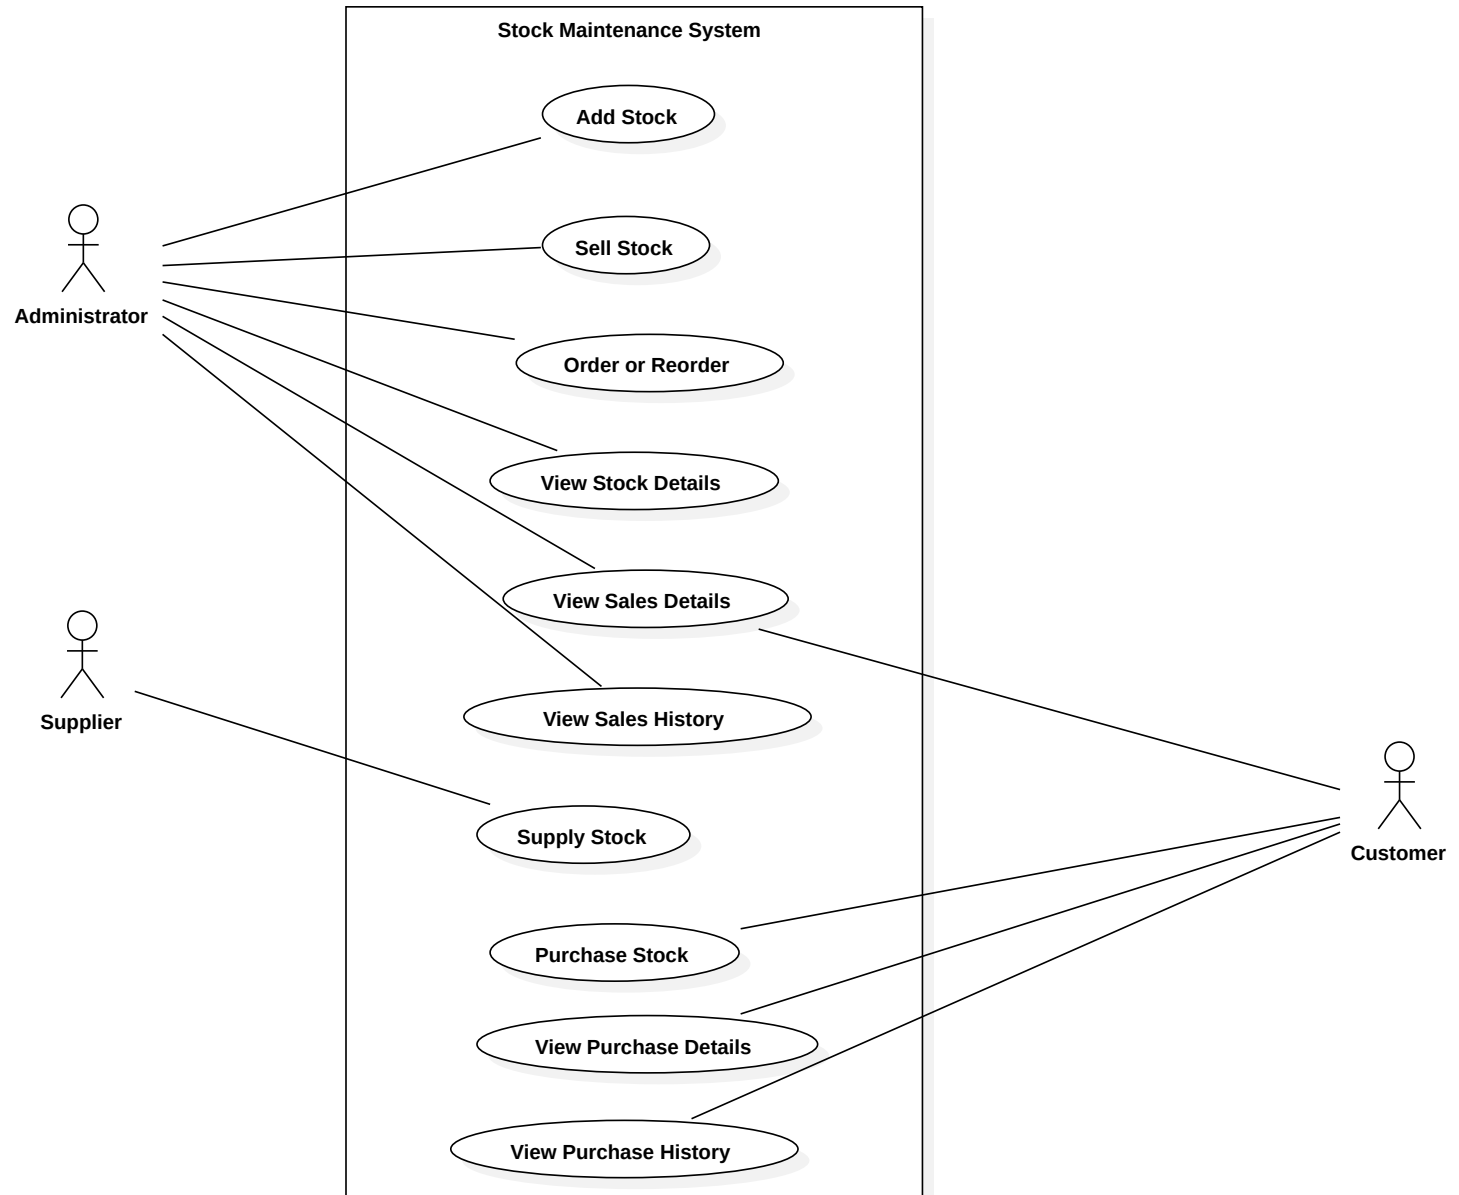 Stock Maintenance System
Add Stock
Sell Stock
Administrator
Order or Reorder
View Stock Details
View Sales Details
Supplier
View Sales History
Supply Stock
Customer
Purchase Stock
View Purchase Details
View Purchase History